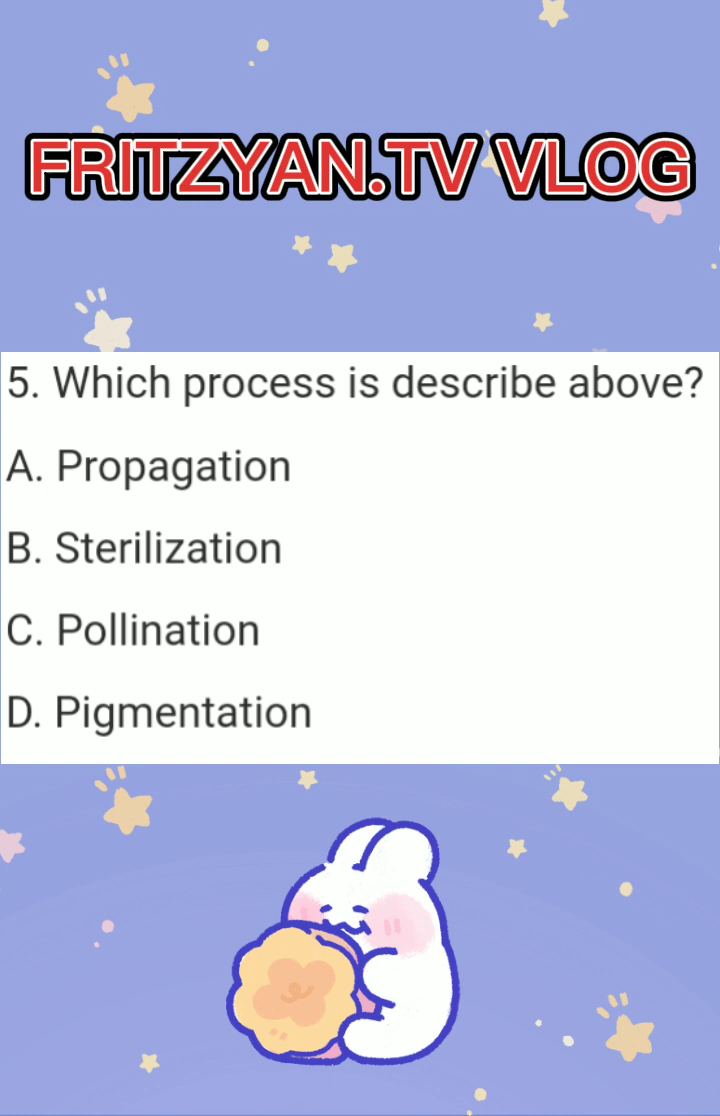 FRITZYAN.TV VLOG
5. Which process is describe above?
A. Propagation
B. Sterilization
C. Pollination
D. Pigmentation